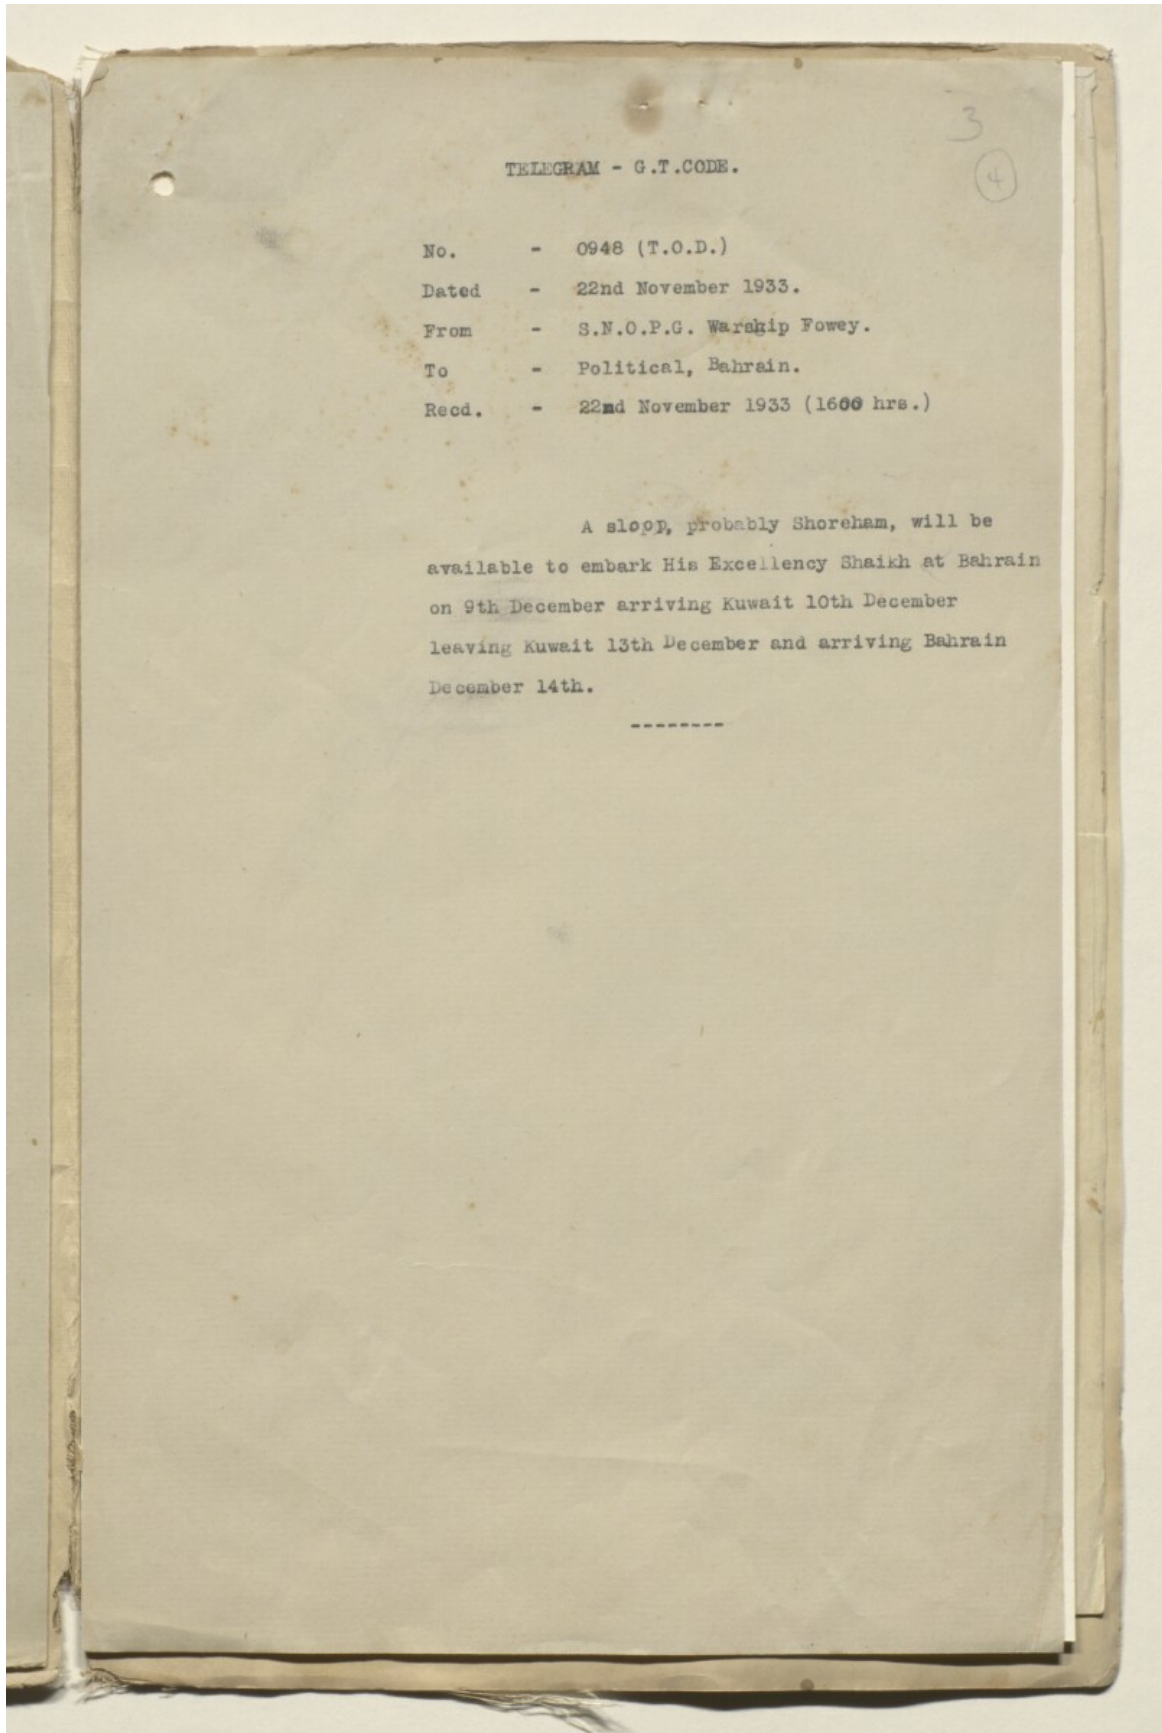 3
4
TELEGRAM - G.T.CODE.
No. - 0948 (T.O.D.)
Dated - 22nd November 1933.
From - S.N.O.P.G. Warship Fowey.
To - Political, Bahrain.
Recd. - 22nd November 1933 (1600 hrs.)
A sloop, probably Shoreham, will be
available to embark His Excellency Shaikh at Bahrain
on 9th December arriving Kuwait 10th December
leaving Kuwait 13th December and arriving Bahrain
December 14th.
--------